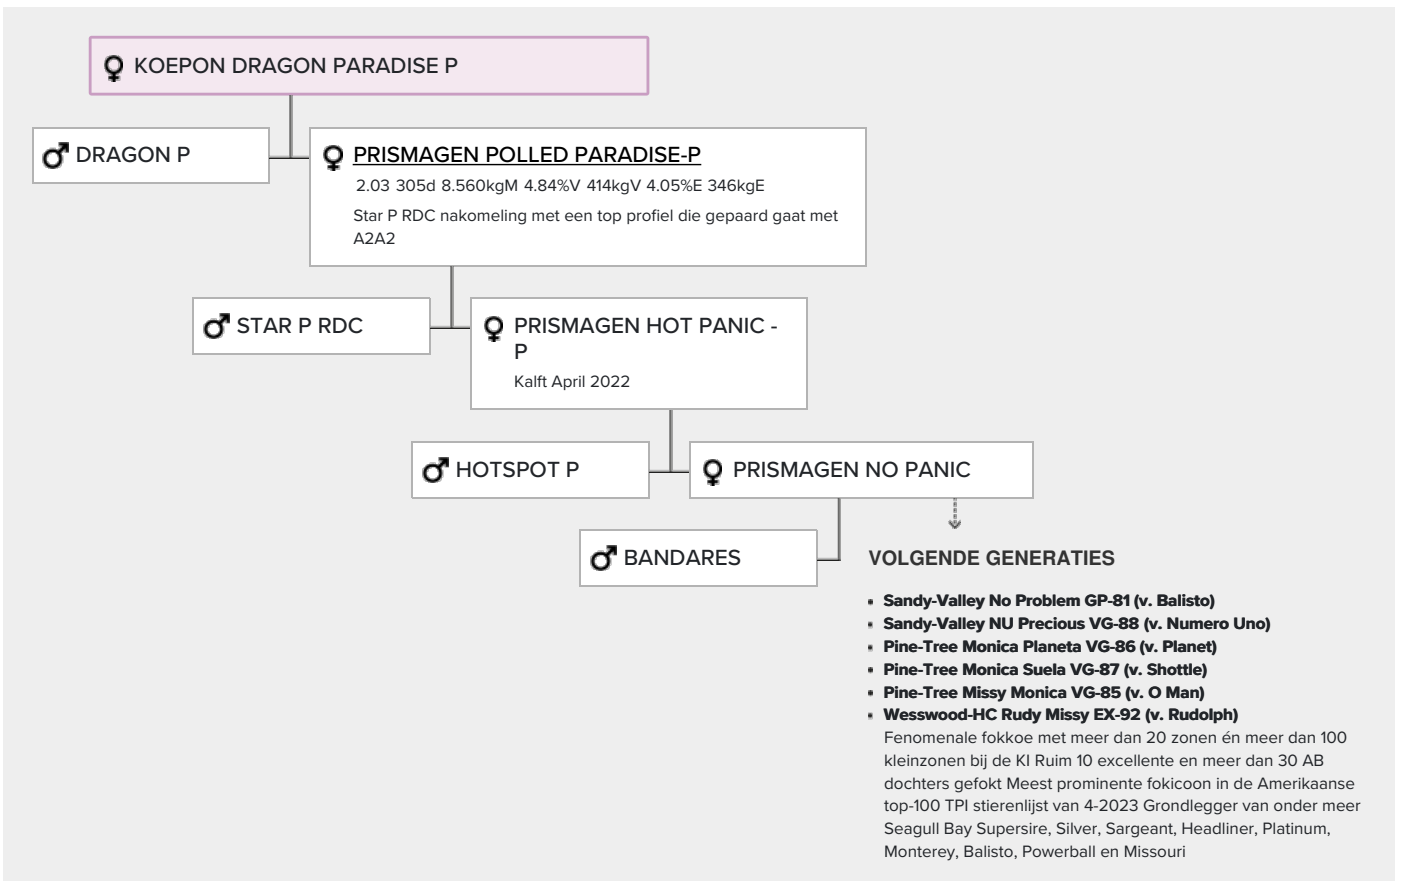 KOEPON DRAGON PARADISE P
DRAGON P
PRISMAGEN POLLED PARADISE-P
2.03 305d 8.560kgM 4.84%V 414kgV 4.05%E 346kgE
Star P RDC nakomeling met een top profiel die gepaard gaat met
A2A2
STAR P RDC
PRISMAGEN HOT PANIC -
P
Kalft April 2022
HOTSPOT P
PRISMAGEN NO PANIC
BANDARES
VOLGENDE GENERATIES
Sandy-Valley No Problem GP-81 (v. Balisto)
Sandy-Valley NU Precious VG-88 (v. Numero Uno)
Pine-Tree Monica Planeta VG-86 (v. Planet)
Pine-Tree Monica Suela VG-87 (v. Shottle)
Pine-Tree Missy Monica VG-85 (v. O Man)
Wesswood-HC Rudy Missy EX-92 (v. Rudolph)
Fenomenale fokkoe met meer dan 20 zonen én meer dan 100
kleinzonen bij de KI Ruim 10 excellente en meer dan 30 AB
dochters gefokt Meest prominente fokicoon in de Amerikaanse
top-100 TPI stierenlijst van 4-2023 Grondlegger van onder meer
Seagull Bay Supersire, Silver, Sargeant, Headliner, Platinum,
Monterey, Balisto, Powerball en Missouri